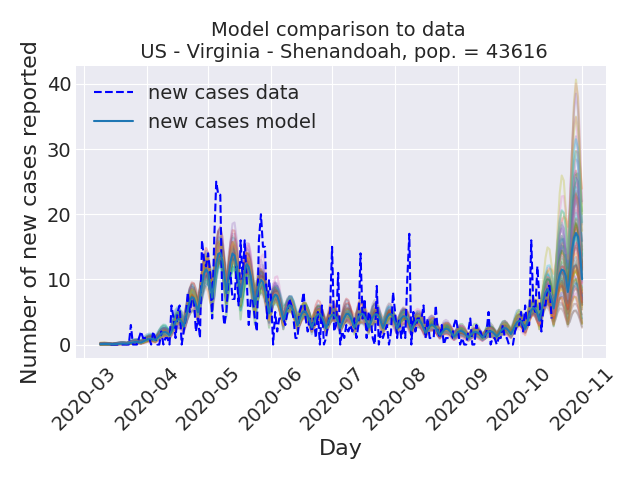 Model comparison to data
US - Virginia - Shenandoah, pop. = 43616
Number of new cases reported
40
30
20
10
0
new cases data
new cases model
2020-03
2020-04
2020-05
2020-06
2020-07
2020-08
2020-09
2020-10
2020-11
Day